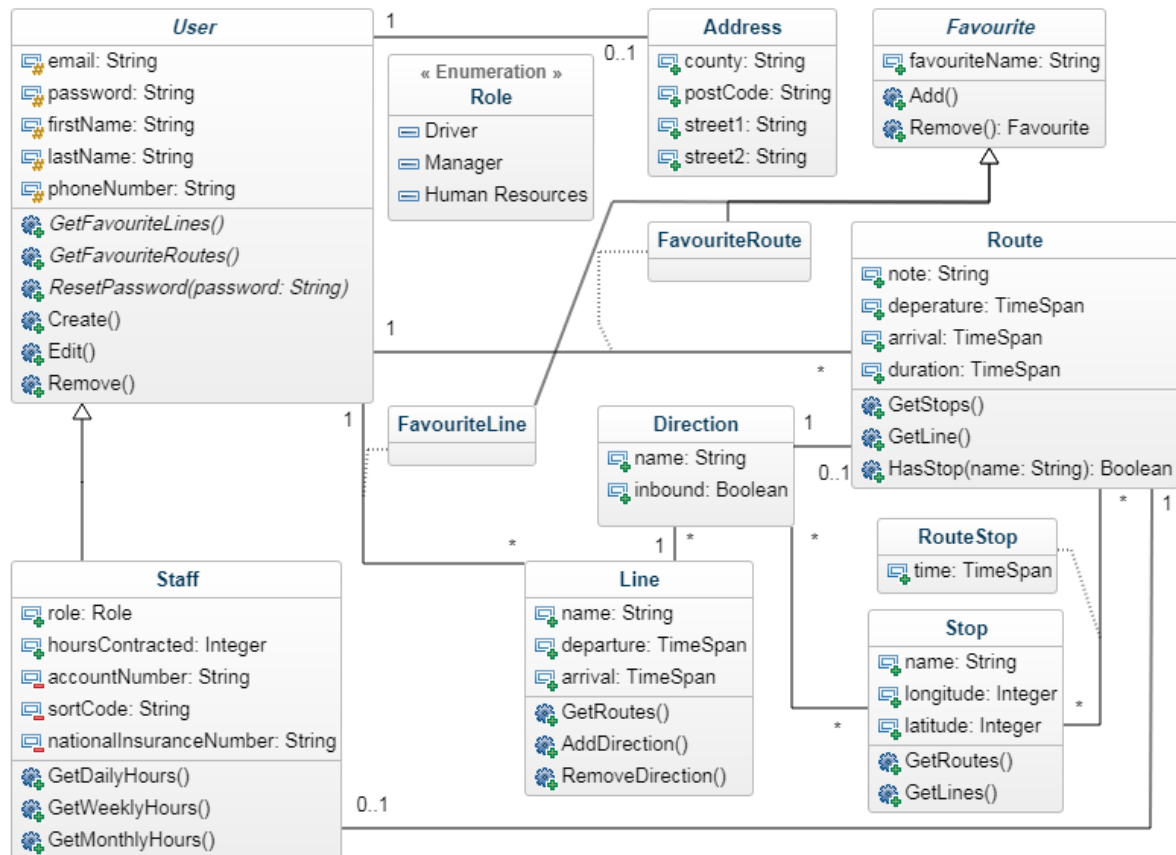 User
email: String
password: String
firstName: String
lastName: String
phoneNumber: String
GetFavouriteLines()
GetFavouriteRoutes()
ResetPassword(password: String)
Create()
Edit()
Remove()
1
0..1
« Enumeration »
Role
Driver
Manager
Human Resources
Address
county: String
postCode: String
street1: String
street2: String
Favourite
favouriteName: String
Add()
Remove(): Favourite
FavouriteRoute
1
*
Route
note: String
deperature: TimeSpan
arrival: TimeSpan
duration: TimeSpan
GetStops()
GetLine()
HasStop(name: String): Boolean
1
FavouriteLine
*
Direction
name: String
inbound: Boolean
1
0..1
1
*
*
*
*
1
*
RouteStop
time: TimeSpan
Staff
role: Role
hoursContracted: Integer
accountNumber: String
sortCode: String
nationalInsuranceNumber: String
GetDailyHours()
GetWeeklyHours()
GetMonthlyHours()
0..1
Line
name: String
departure: TimeSpan
arrival: TimeSpan
GetRoutes()
AddDirection()
RemoveDirection()
Stop
name: String
longitude: Integer
latitude: Integer
GetRoutes()
GetLines()